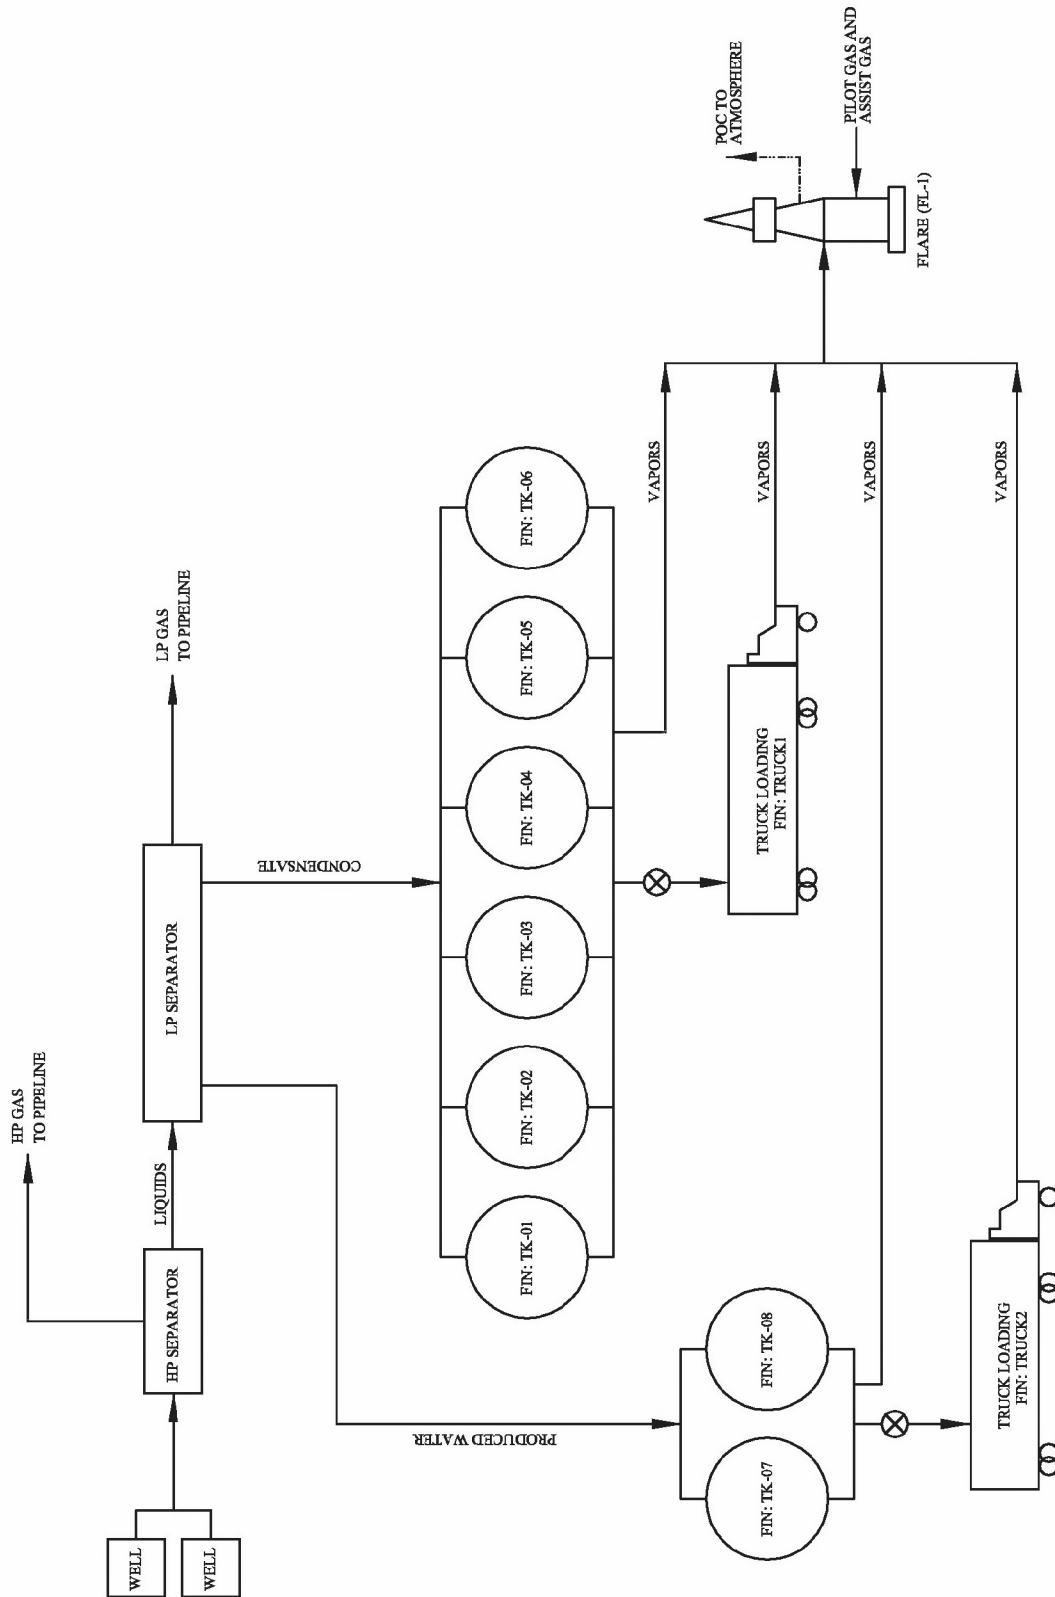 WELL
WELL
HP SEPARATOR
HP GAS
TO PIPELINE
LIQUIDS
LP SEPARATOR
LP GAS
TO PIPELINE
CONDENSATE
PRODUCED WATER
FIN: TK-01
FIN: TK-02
FIN: TK-03
FIN: TK-04
FIN: TK-05
FIN: TK-06
FIN: TK-07
FIN: TK-08
TRUCK LOADING
FIN: TRUCK1
TRUCK LOADING
FIN: TRUCK2
VAPORS
VAPORS
VAPORS
VAPORS
POC TO
ATMOSPHERE
PILOT GAS AND
ASSIST GAS
FLARE (FL-1)